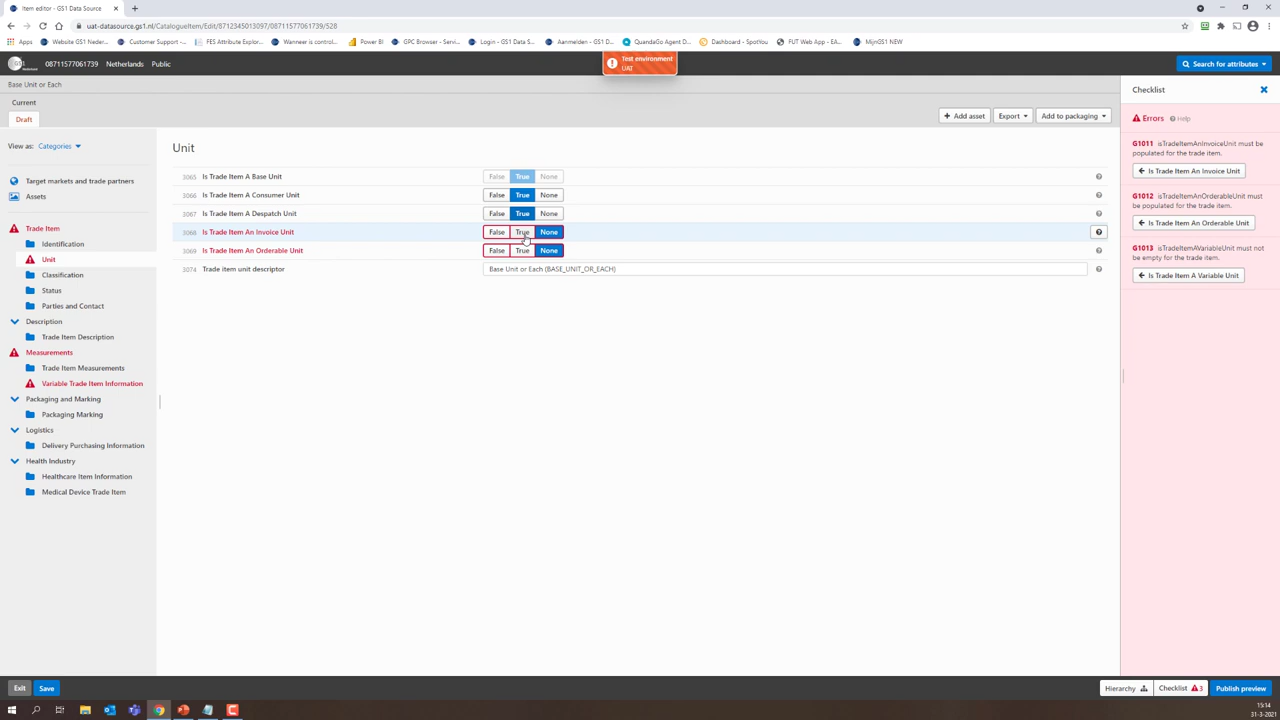 Item editor - GS1 Data Source
uat-datasource.gs1.nl/CatalogueItem/Edit/8712345013097/08711577061739/528
Apps
Website GS1 Neder...
Customer Support -...
FES Attribute Explor...
Wanneer is control...
Power BI
GPC Browser - Servi...
Login - GS1 Data S...
Aanmelden - GS1 D...
QuandaGo Agent D...
Dashboard - SpotYou
FUT Web App - EA...
MijnGS1 NEW
08711577061739
Netherlands
Public
Test environment
UAT
Search for attributes
Base Unit or Each
Current
Draft
Add asset
Export
Add to packaging
View as: Categories
Target markets and trade partners
Assets
Trade Item
Identification
Unit
Classification
Status
Parties and Contact
Description
Trade Item Description
Measurements
Trade Item Measurements
Variable Trade Item Information
Packaging and Marking
Packaging Marking
Logistics
Delivery Purchasing Information
Health Industry
Healthcare Item Information
Medical Device Trade Item
Unit
3065 Is Trade Item A Base Unit False True None
3066 Is Trade Item A Consumer Unit False True None
3067 Is Trade Item A Despatch Unit False True None
3068 Is Trade Item An Invoice Unit False True None
3069 Is Trade Item An Orderable Unit False True None
3074 Trade item unit descriptor Base Unit or Each (BASE_UNIT_OR_EACH)
Checklist
Errors Help
G1011 isTradeItemAnInvoiceUnit must be
populated for the trade item.
Is Trade Item An Invoice Unit
G1012 isTradeItemAnOrderableUnit must be
populated for the trade item.
Is Trade Item An Orderable Unit
G1013 isTradeItemAVariableUnit must not
be empty for the trade item.
Is Trade Item A Variable Unit
Exit
Save
Hierarchy
Checklist 3
Publish preview
15:14
31-3-2021